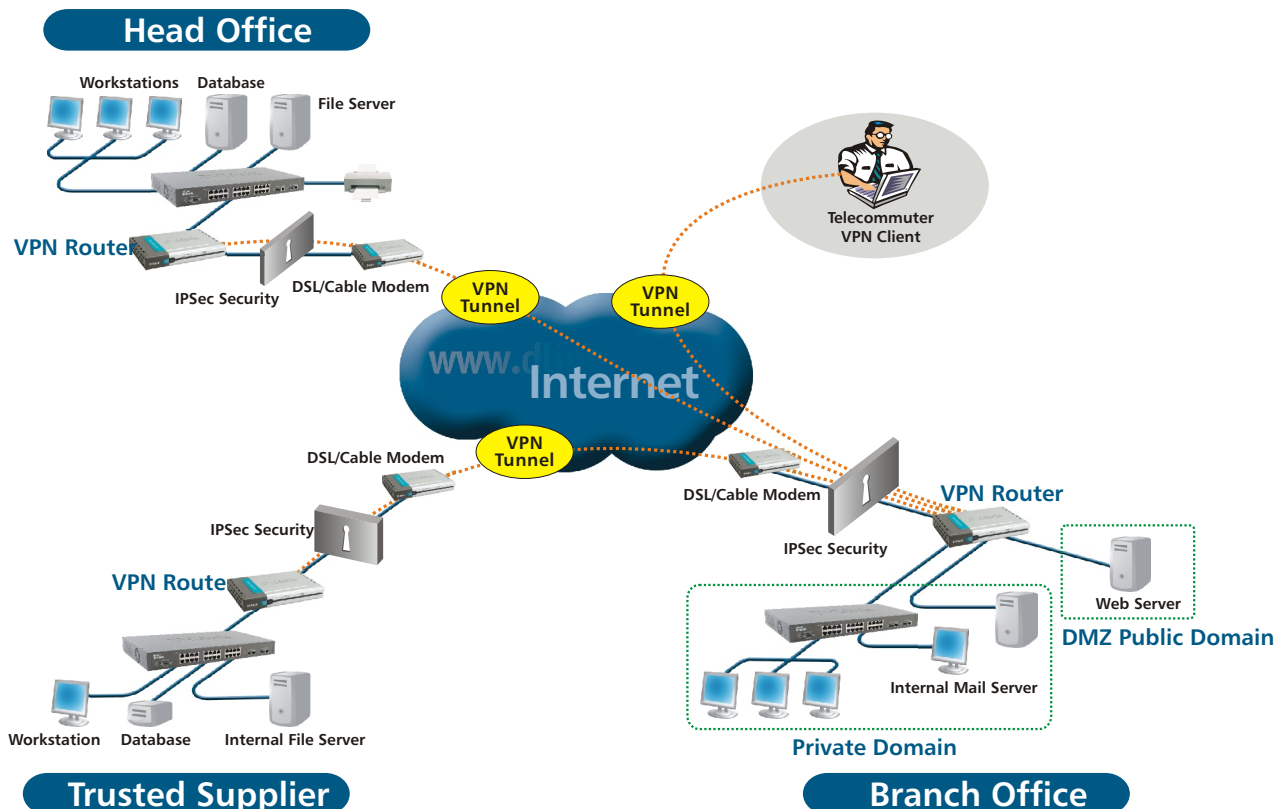 Head Office
Workstations
Database
File Server
VPN Router
IPSec Security
DSL/Cable Modem
Telecommuter
VPN Client
VPN
Tunnel
VPN
Tunnel
www.d
Internet
VPN
Tunnel
DSL/Cable Modem
IPSec Security
VPN Route
DSL/Cable Modem
IPSec Security
VPN Router
Web Server
DMZ Public Domain
Internal Mail Server
Private Domain
Workstation
Database
Internal File Server
Trusted Supplier
Branch Office